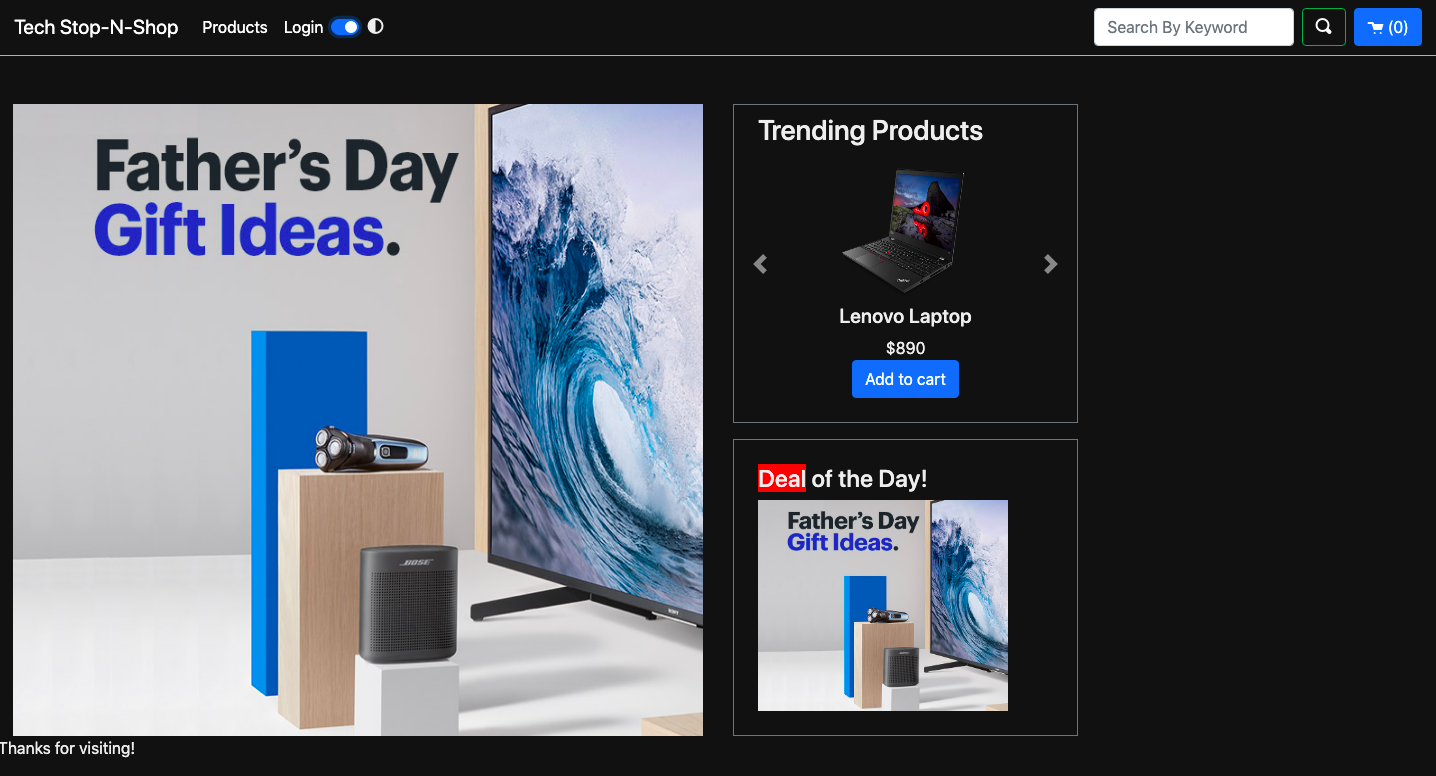 Tech Stop-N-Shop Products Login Search By Keyword (0)
Father's Day
Gift Ideas.
BOSE
SONY
Trending Products
Lenovo Laptop
$890
Add to cart
Deal of the Day!
Father's Day
Gift Ideas.
Thanks for visiting!